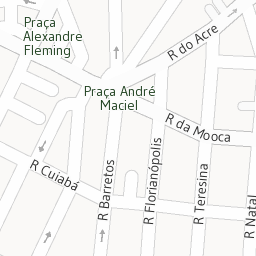 Praça
Alexandre
Fleming
R do Acre
Praça André
Maciel
R da Mooca
R Cuiabá
R Barretos
R Florianópolis
R Teresina
R Natal